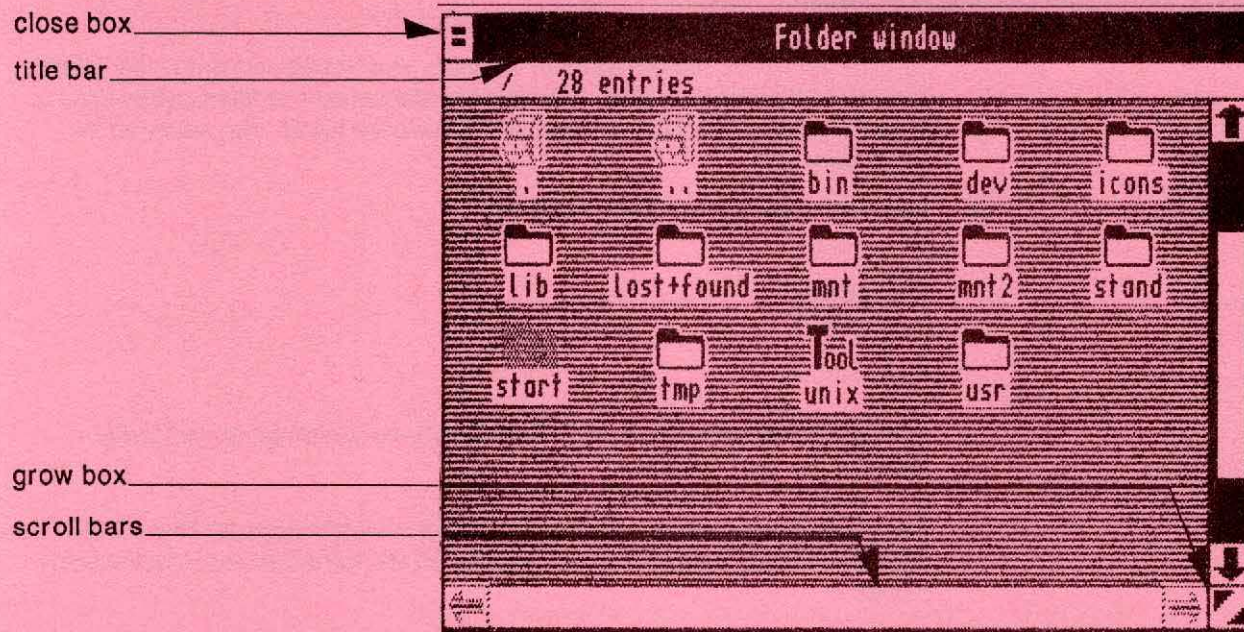 close box
Folder window
title bar
/ 28 entries
. .. bin dev icons
lib lost+found mnt mnt2 stand
start tmp Tool unix usr
grow box
scroll bars